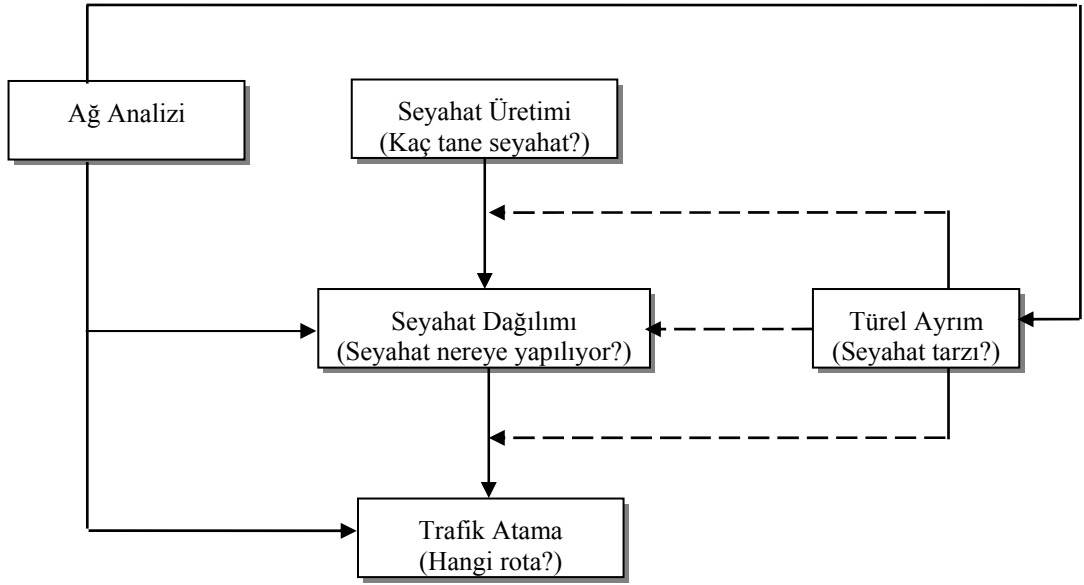 Ağ Analizi
Seyahat Üretimi
(Kaç tane seyahat?)
Seyahat Dağılımı
(Seyahat nereye yapılıyor?)
Türel Ayrım
(Seyahat tarzı?)
Trafik Atama
(Hangi rota?)